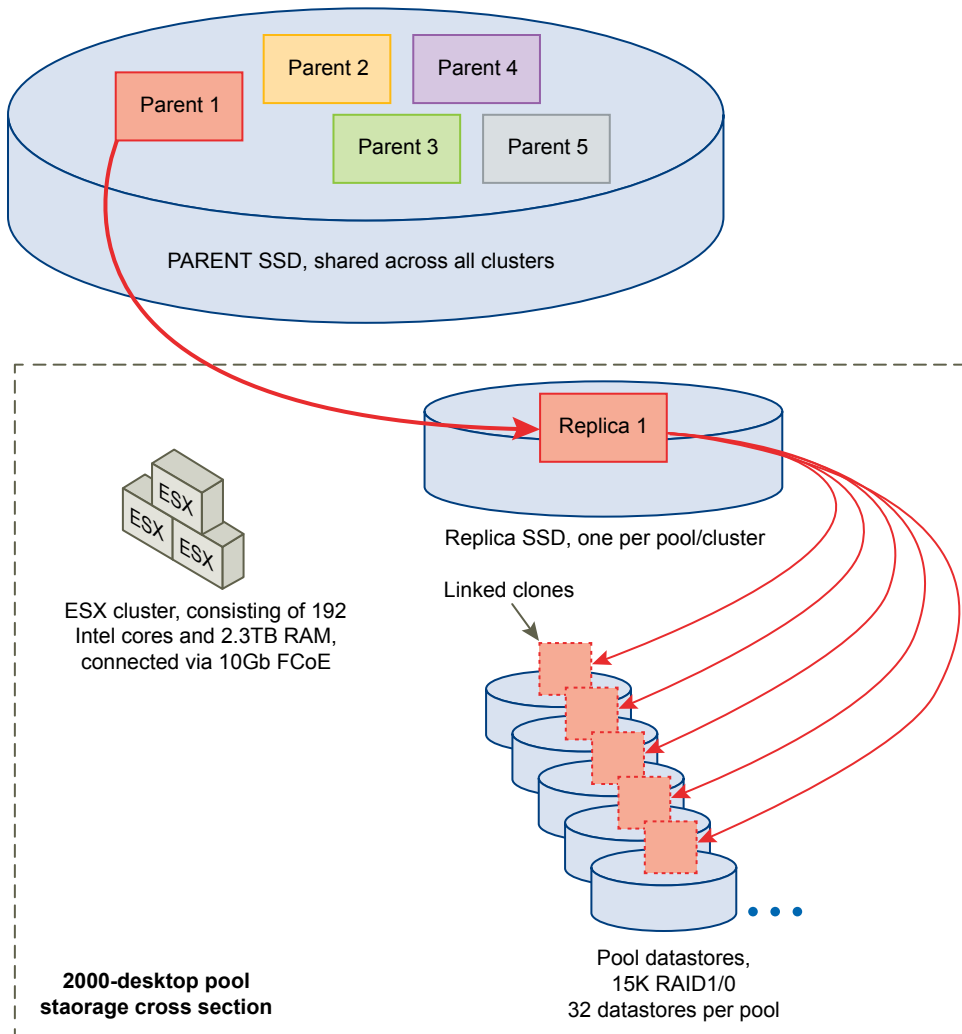 Parent 1
Parent 2
Parent 4
Parent 3
Parent 5
PARENT SSD, shared across all clusters
Replica 1
ESX
ESX
ESX
Replica SSD, one per pool/cluster
ESX cluster, consisting of 192
Intel cores and 2.3TB RAM,
connected via 10Gb FCoE
Linked clones
Pool datastores,
15K RAID1/0
32 datastores per pool
2000-desktop pool
staorage cross section